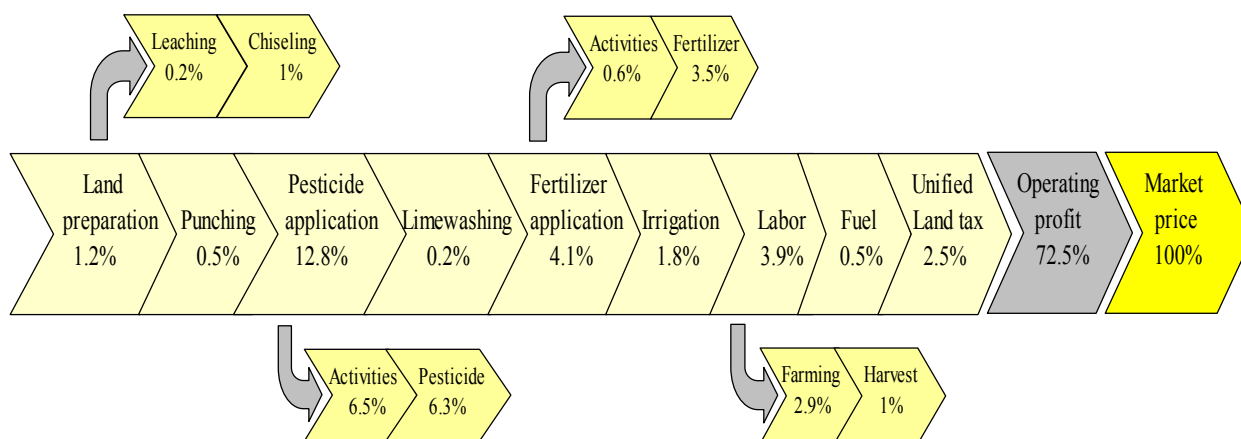 Leaching
0.2%
Chiseling
1%
Activities
0.6%
Fertilizer
3.5%
Land
preparation
1.2%
Punching
0.5%
Pesticide
application
12.8%
Limewashing
0.2%
Fertilizer
application
4.1%
Irrigation
1.8%
Labor
3.9%
Fuel
0.5%
Unified
Land tax
2.5%
Operating
profit
72.5%
Market
price
100%
Activities
6.5%
Pesticide
6.3%
Farming
2.9%
Harvest
1%